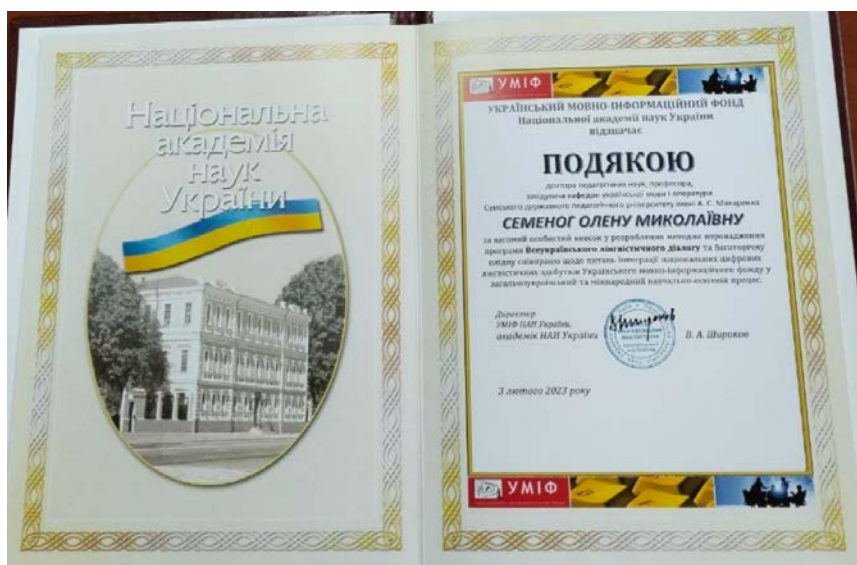 Національна
академія
наук
України
УМІФ
УКРАЇНСЬКИЙ МОВНО-ІНФОРМАЦІЙНИЙ ФОНД
Національної академії наук України
відзначає
ПОДЯКОЮ
доктора педагогічних наук, професора,
завідувача кафедри української мови і літератури
Сумського державного педагогічного університету імені А. С. Макаренка
СЕМЕНОГ ОЛЕНУ МИКОЛАЇВНУ
за вагомий особистий внесок у розроблення методик впровадження
програми Всеукраїнського лінгвістичного діалогу та багаторічну
плідну співпрацю щодо питань інтеграції національних цифрових
лінгвістичних здобутків Українського мовно-інформаційного фонду у
загальноукраїнський та міжнародний навчально-освітній процес.
Директор
УМІФ НАН України,
академік НАН України
В. А. Широков
3 лютого 2023 року
УМІФ